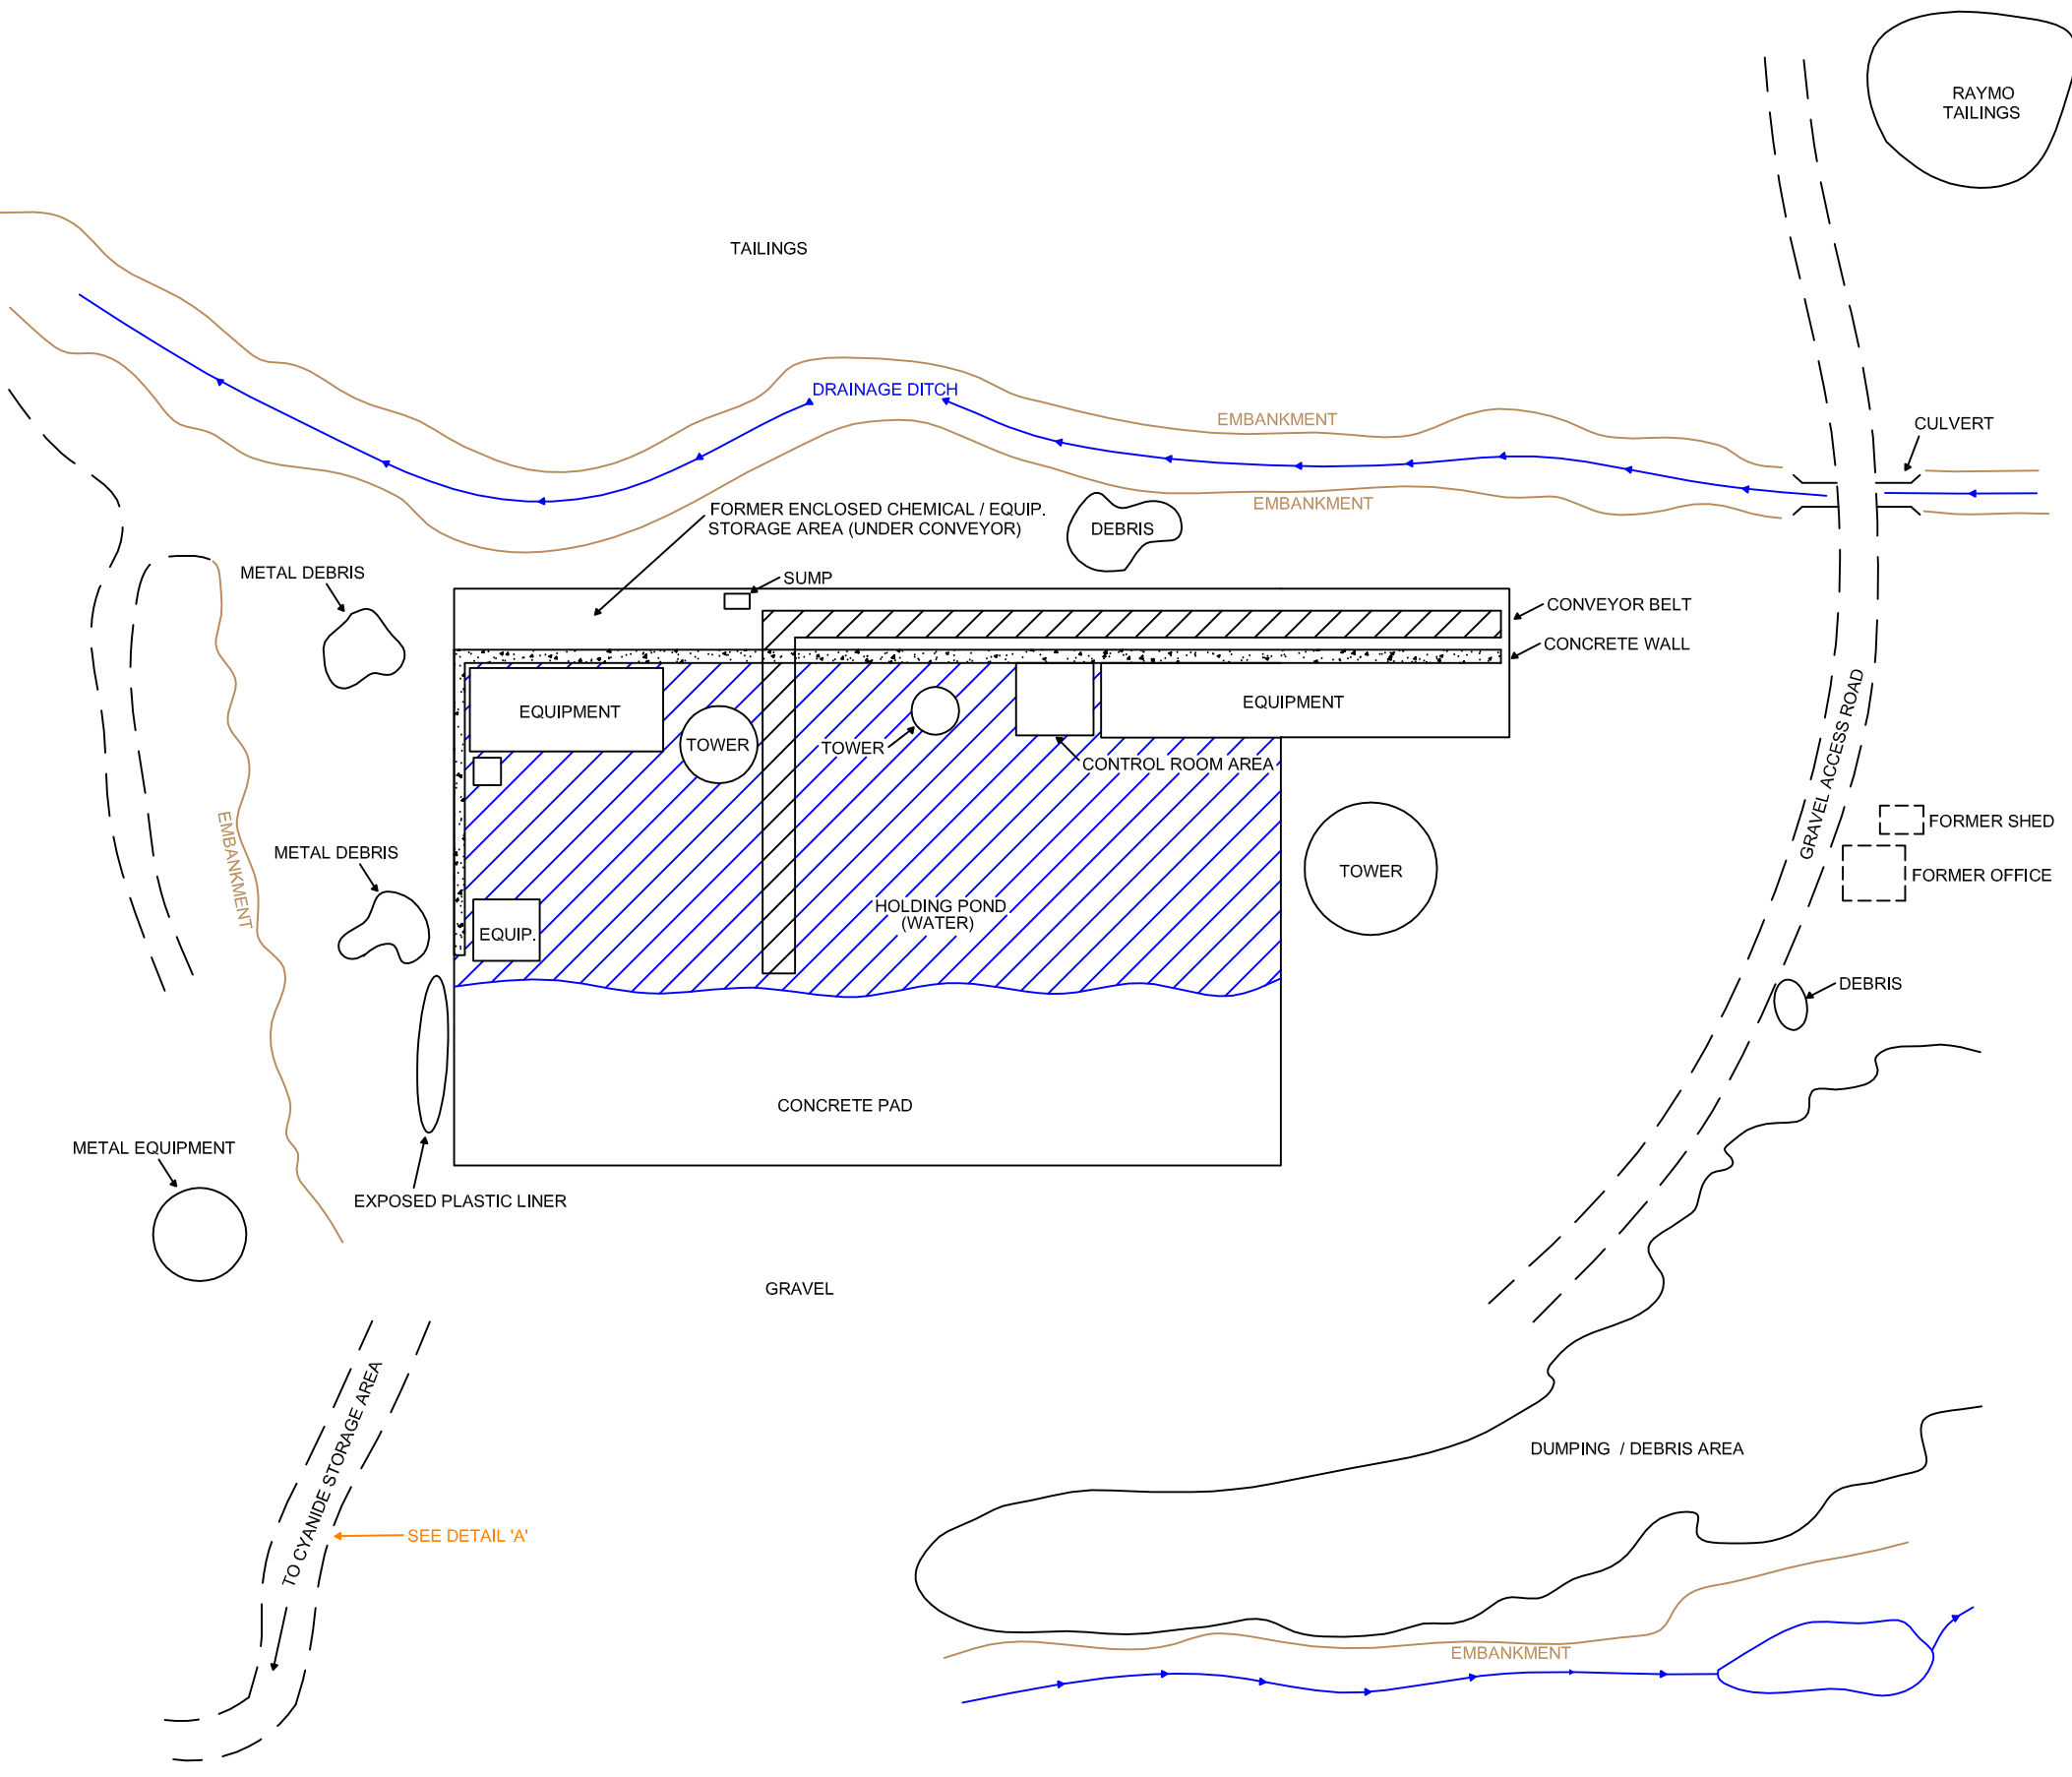 RAYMO
TAILINGS
TAILINGS
DRAINAGE DITCH
EMBANKMENT
CULVERT
EMBANKMENT
FORMER ENCLOSED CHEMICAL / EQUIP.
STORAGE AREA (UNDER CONVEYOR)
DEBRIS
METAL DEBRIS
SUMP
CONVEYOR BELT
CONCRETE WALL
EQUIPMENT
TOWER
TOWER
EQUIPMENT
CONTROL ROOM AREA
GRAVEL ACCESS ROAD
FORMER SHED
EMBANKMENT
METAL DEBRIS
TOWER
FORMER OFFICE
HOLDING POND
(WATER)
EQUIP.
DEBRIS
CONCRETE PAD
METAL EQUIPMENT
EXPOSED PLASTIC LINER
GRAVEL
TO CYANIDE STORAGE AREA
DUMPING / DEBRIS AREA
SEE DETAIL 'A'
EMBANKMENT